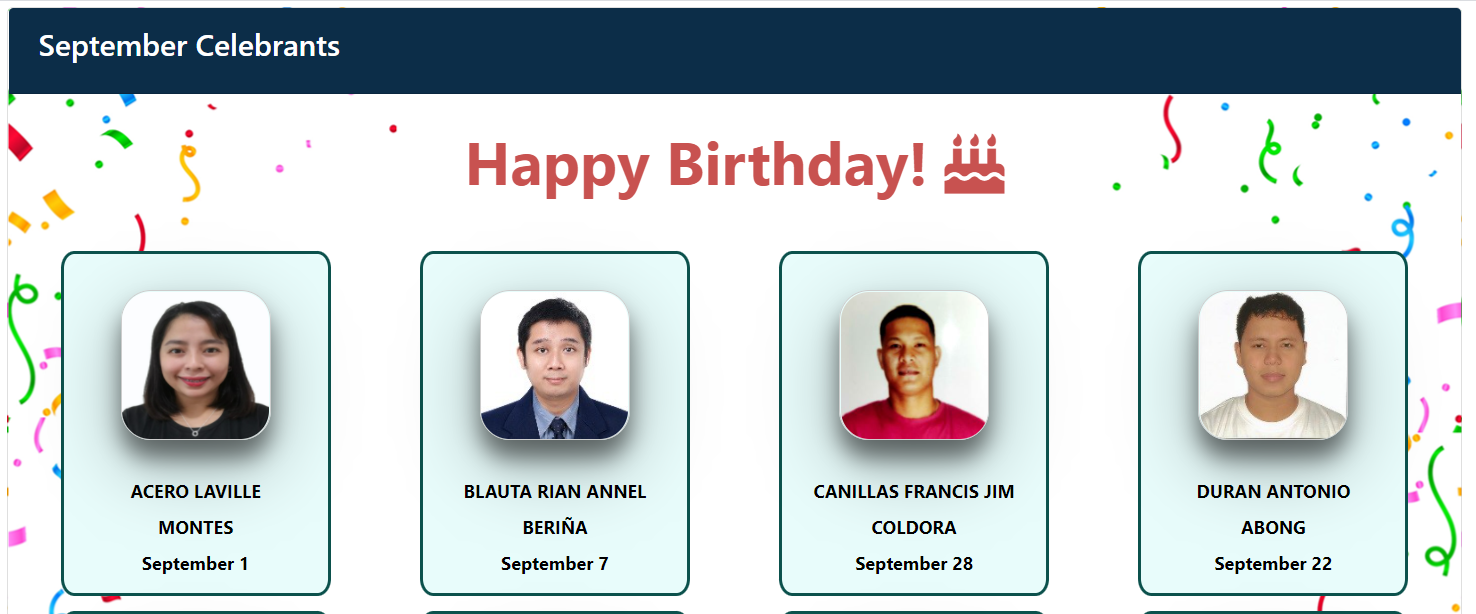 September Celebrants
Happy Birthday!
ACERO LAVILLE
MONTES
September 1
BLAUTA RIAN ANNEL
BERIÑA
September 7
CANILLAS FRANCIS JIM
COLDORA
September 28
DURAN ANTONIO
ABONG
September 22